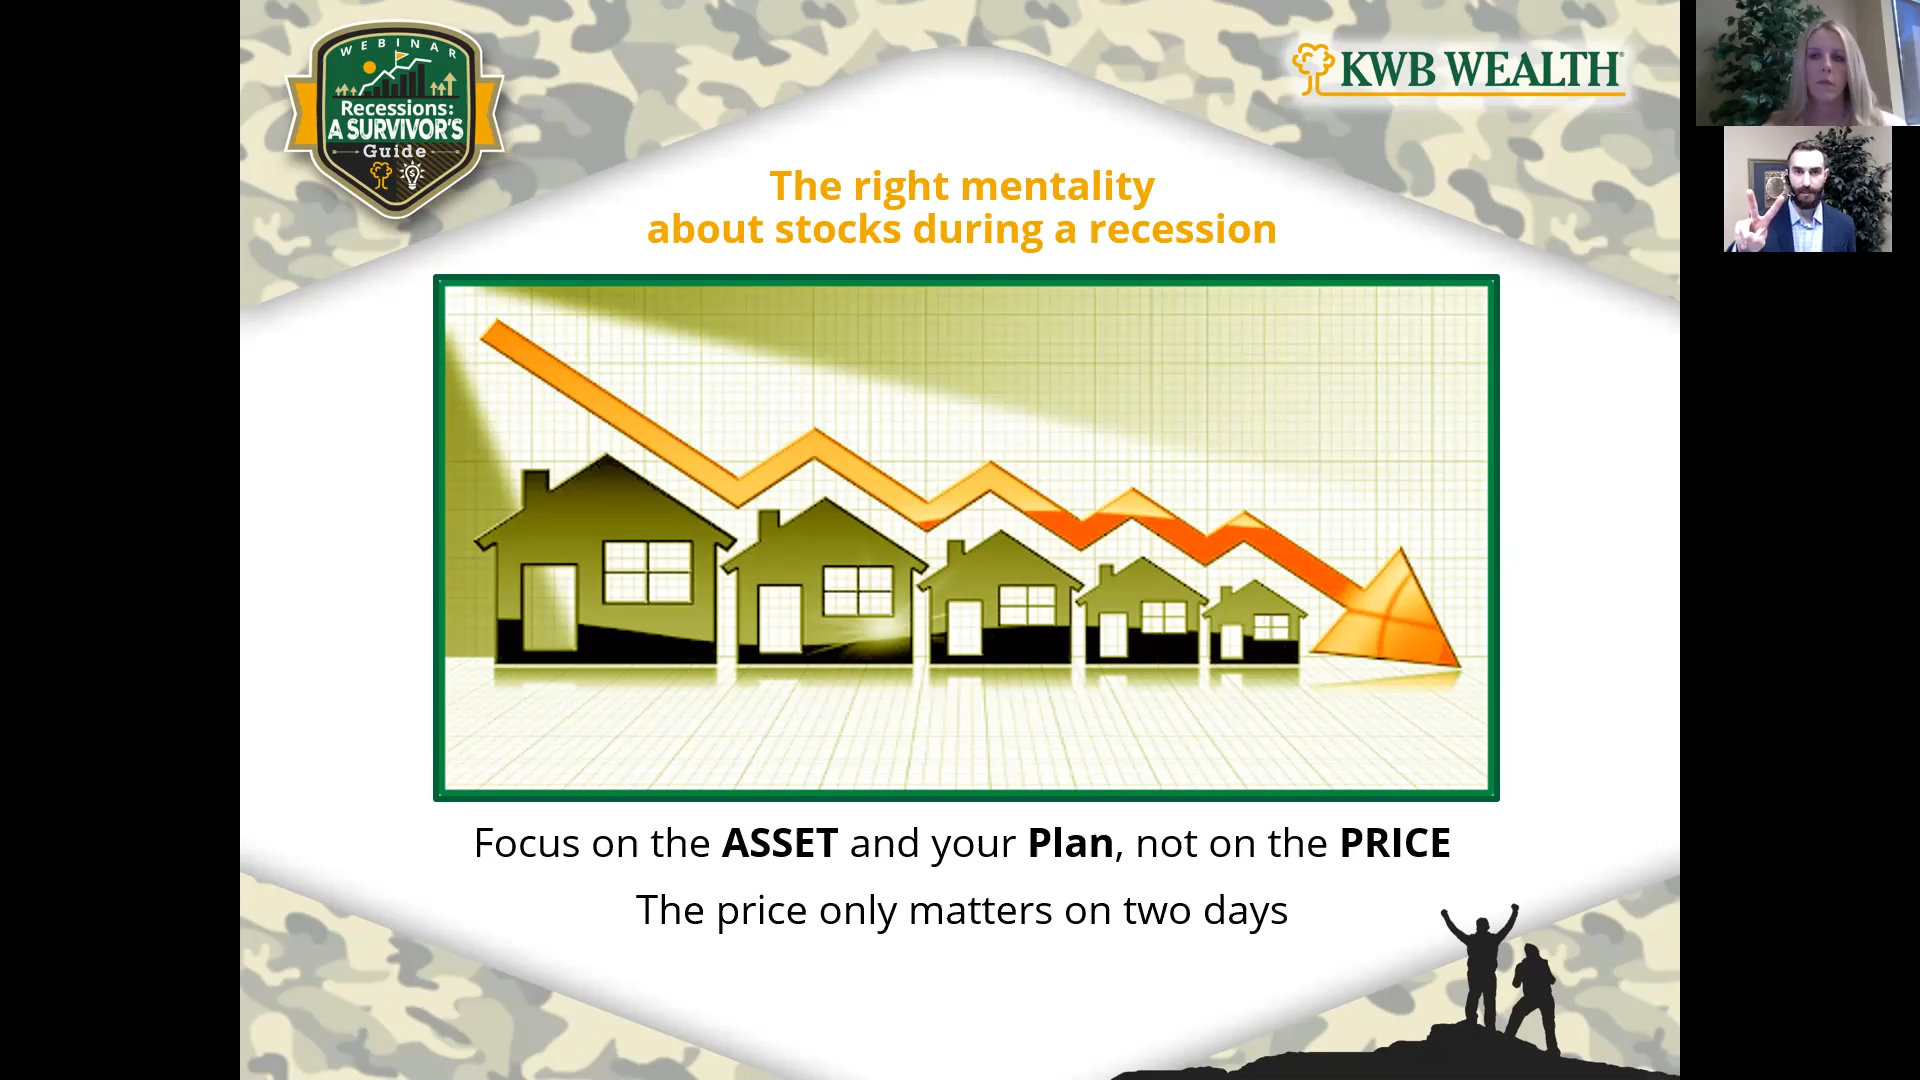 WEBINAR
Recessions:
A SURVIVOR'S
Guide
KWB WEALTH®
The right mentality
about stocks during a recession
Focus on the ASSET and your Plan, not on the PRICE
The price only matters on two days